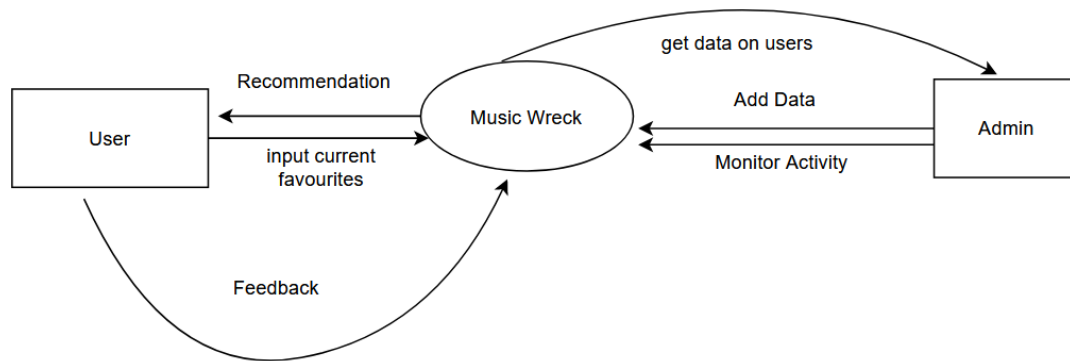 get data on users
Recommendation
Add Data
Music Wreck
User
Admin
input current
favourites
Monitor Activity
Feedback